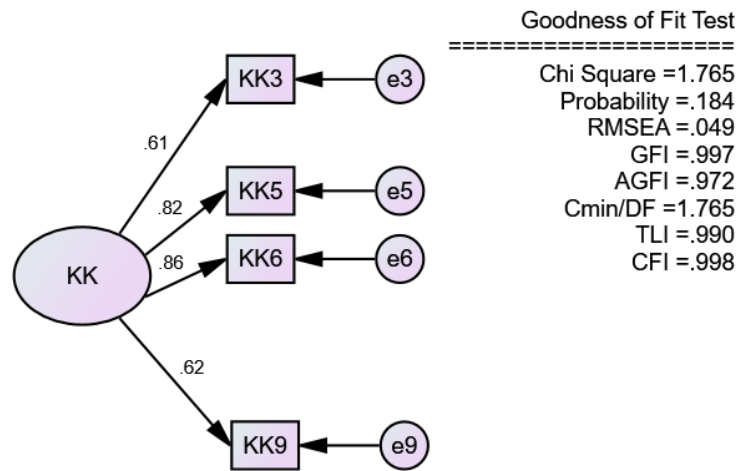 Goodness of Fit Test
=====================
Chi Square =1.765
Probability =.184
RMSEA =.049
GFI =.997
AGFI =.972
Cmin/DF =1.765
TLI =.990
CFI =.998
KK3
e3
.61
KK5
e5
.82
KK6
e6
.86
KK
.62
KK9
e9